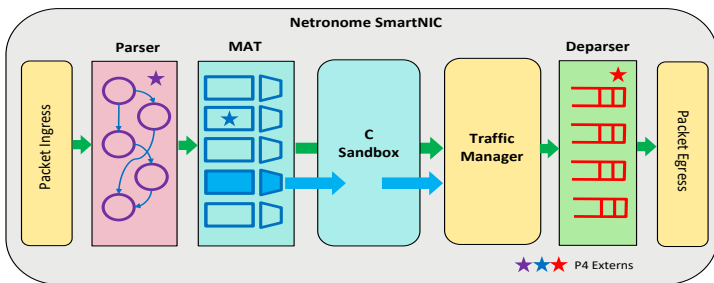 Netronome SmartNIC
Parser
MAT
Deparser
Packet Ingress
C
Sandbox
Traffic
Manager
Packet Egress
P4 Externs